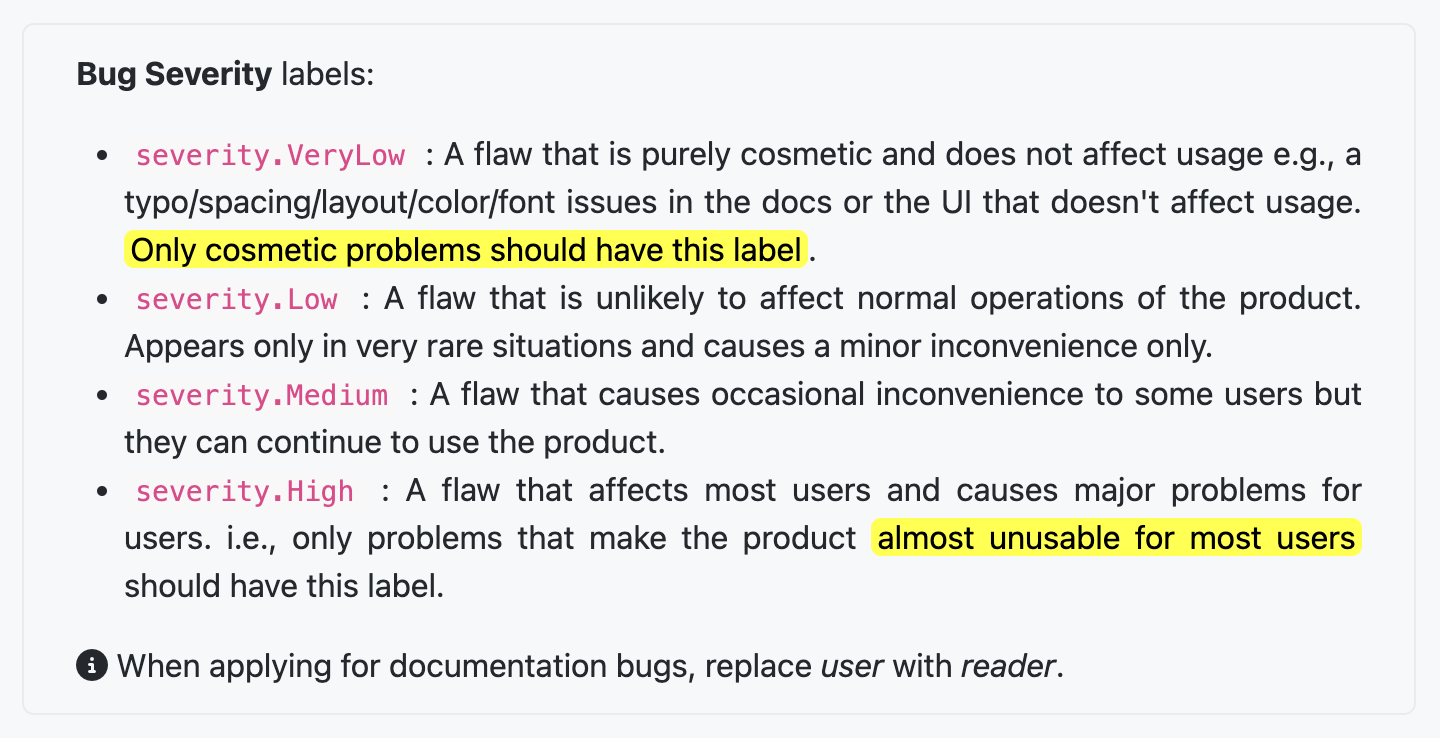 Bug Severity labels:
• severity.VeryLow : A flaw that is purely cosmetic and does not affect usage e.g., a
typo/spacing/layout/color/font issues in the docs or the UI that doesn't affect usage.
Only cosmetic problems should have this label.
• severity.Low : A flaw that is unlikely to affect normal operations of the product.
Appears only in very rare situations and causes a minor inconvenience only.
• severity.Medium : A flaw that causes occasional inconvenience to some users but
they can continue to use the product.
• severity.High : A flaw that affects most users and causes major problems for
users. i.e., only problems that make the product almost unusable for most users
should have this label.
When applying for documentation bugs, replace user with reader.